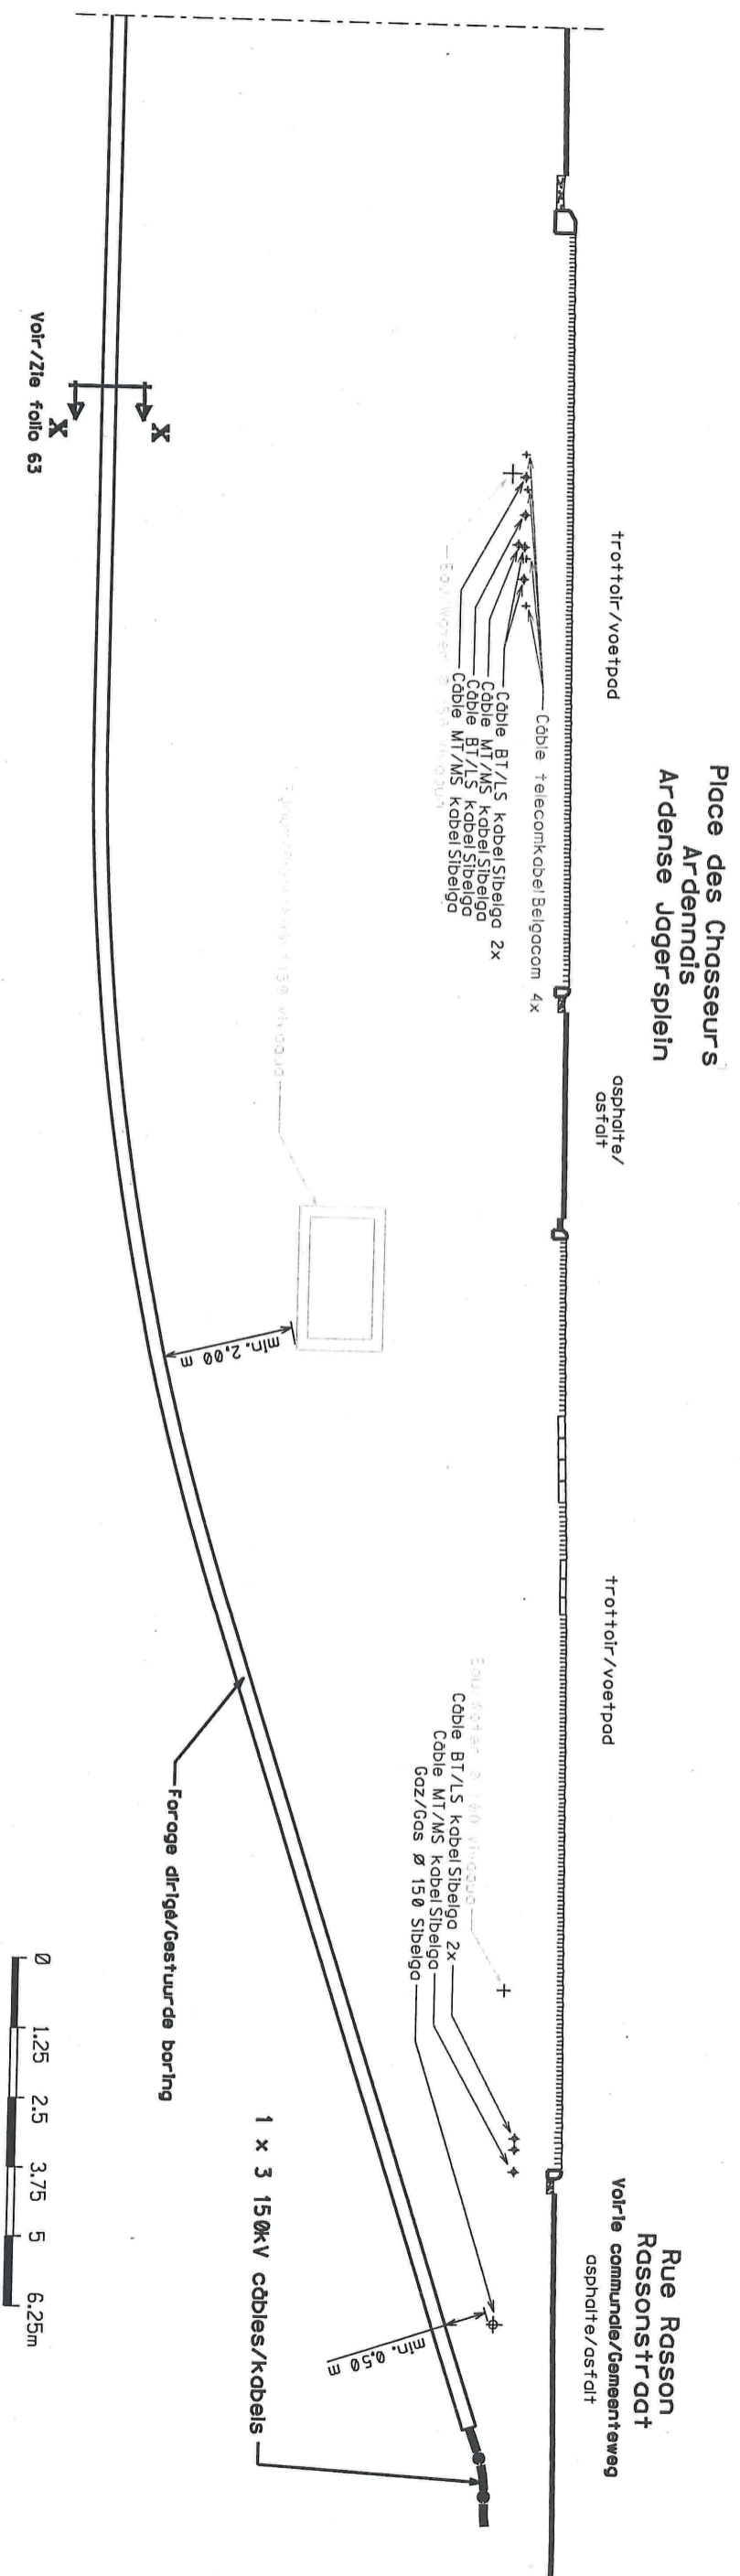 Place des Chasseurs
Ardennais
Ardense Jagersplein
Rue Rasson
Rassonstraat
Voirie communale/Gemeenteweg
asphalte/asfalt
trottoir/voetpad
asphalte/
asfalt
trottoir/voetpad
Câble telecomkabel Belgacom 4x
Câble BT/LS kabel Sibelga 2x
Câble MT/MS kabel Sibelga
Câble BT/LS kabel Sibelga
Câble MT/MS kabel Sibelga
Câble BT/LS kabel Sibelga 2x
Câble MT/MS kabel Sibelga
Gaz/Gas Ø 150 Sibelga
min. 2,00 m
min. 0,50 m
X
X
Voir/Zie folio 63
Forage dirigé/Gestuurde boring
1 x 3 150kV câbles/kabels
0 1.25 2.5 3.75 5 6.25m